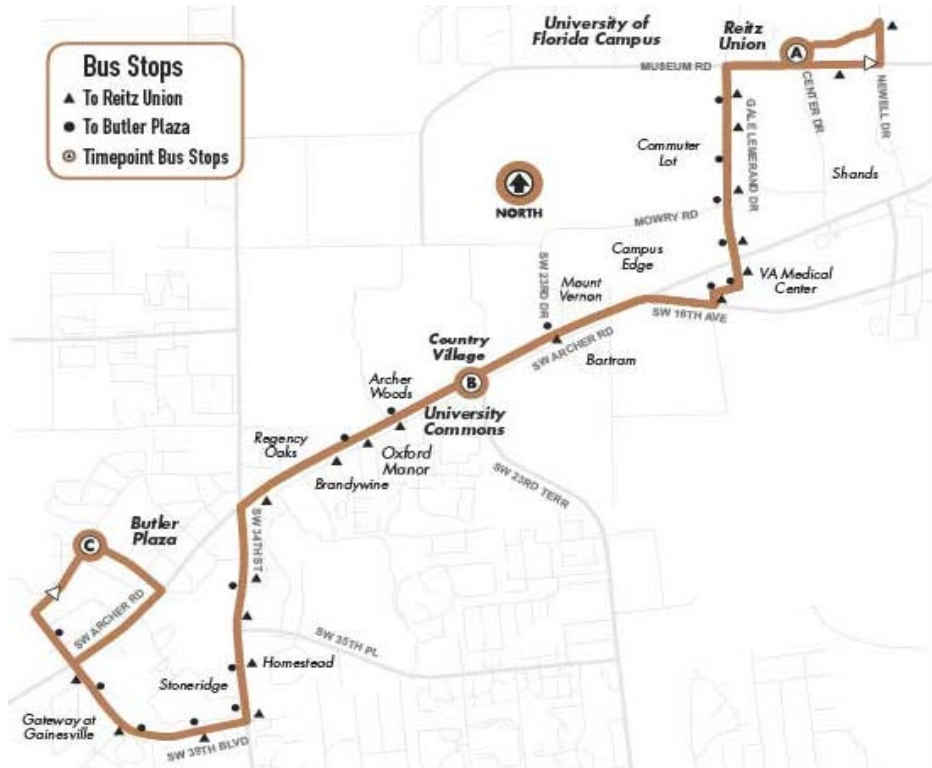 Bus Stops
To Reitz Union
To Butler Plaza
A Timepoint Bus Stops
University of
Florida Campus
Reitz
Union
A
MUSEUM RD
CENTER DR
NEWELL DR
GALE LEMERAND DR
Commuter
Lot
Shands
NORTH
MOWRY RD
Campus
Edge
VA Medical
Center
SW 23RD DR
Mount
Vernon
SW 16TH AVE
SW ARCHER RD
Bartram
Country
Village
B
University
Commons
Archer
Woods
Regency
Oaks
Oxford
Manor
Brandywine
SW 23RD TERR
SW 34TH ST
Butler
Plaza
C
SW ARCHER RD
SW 35TH PL
Homestead
Stoneridge
Gateway at
Gainesville
SW 39TH BLVD